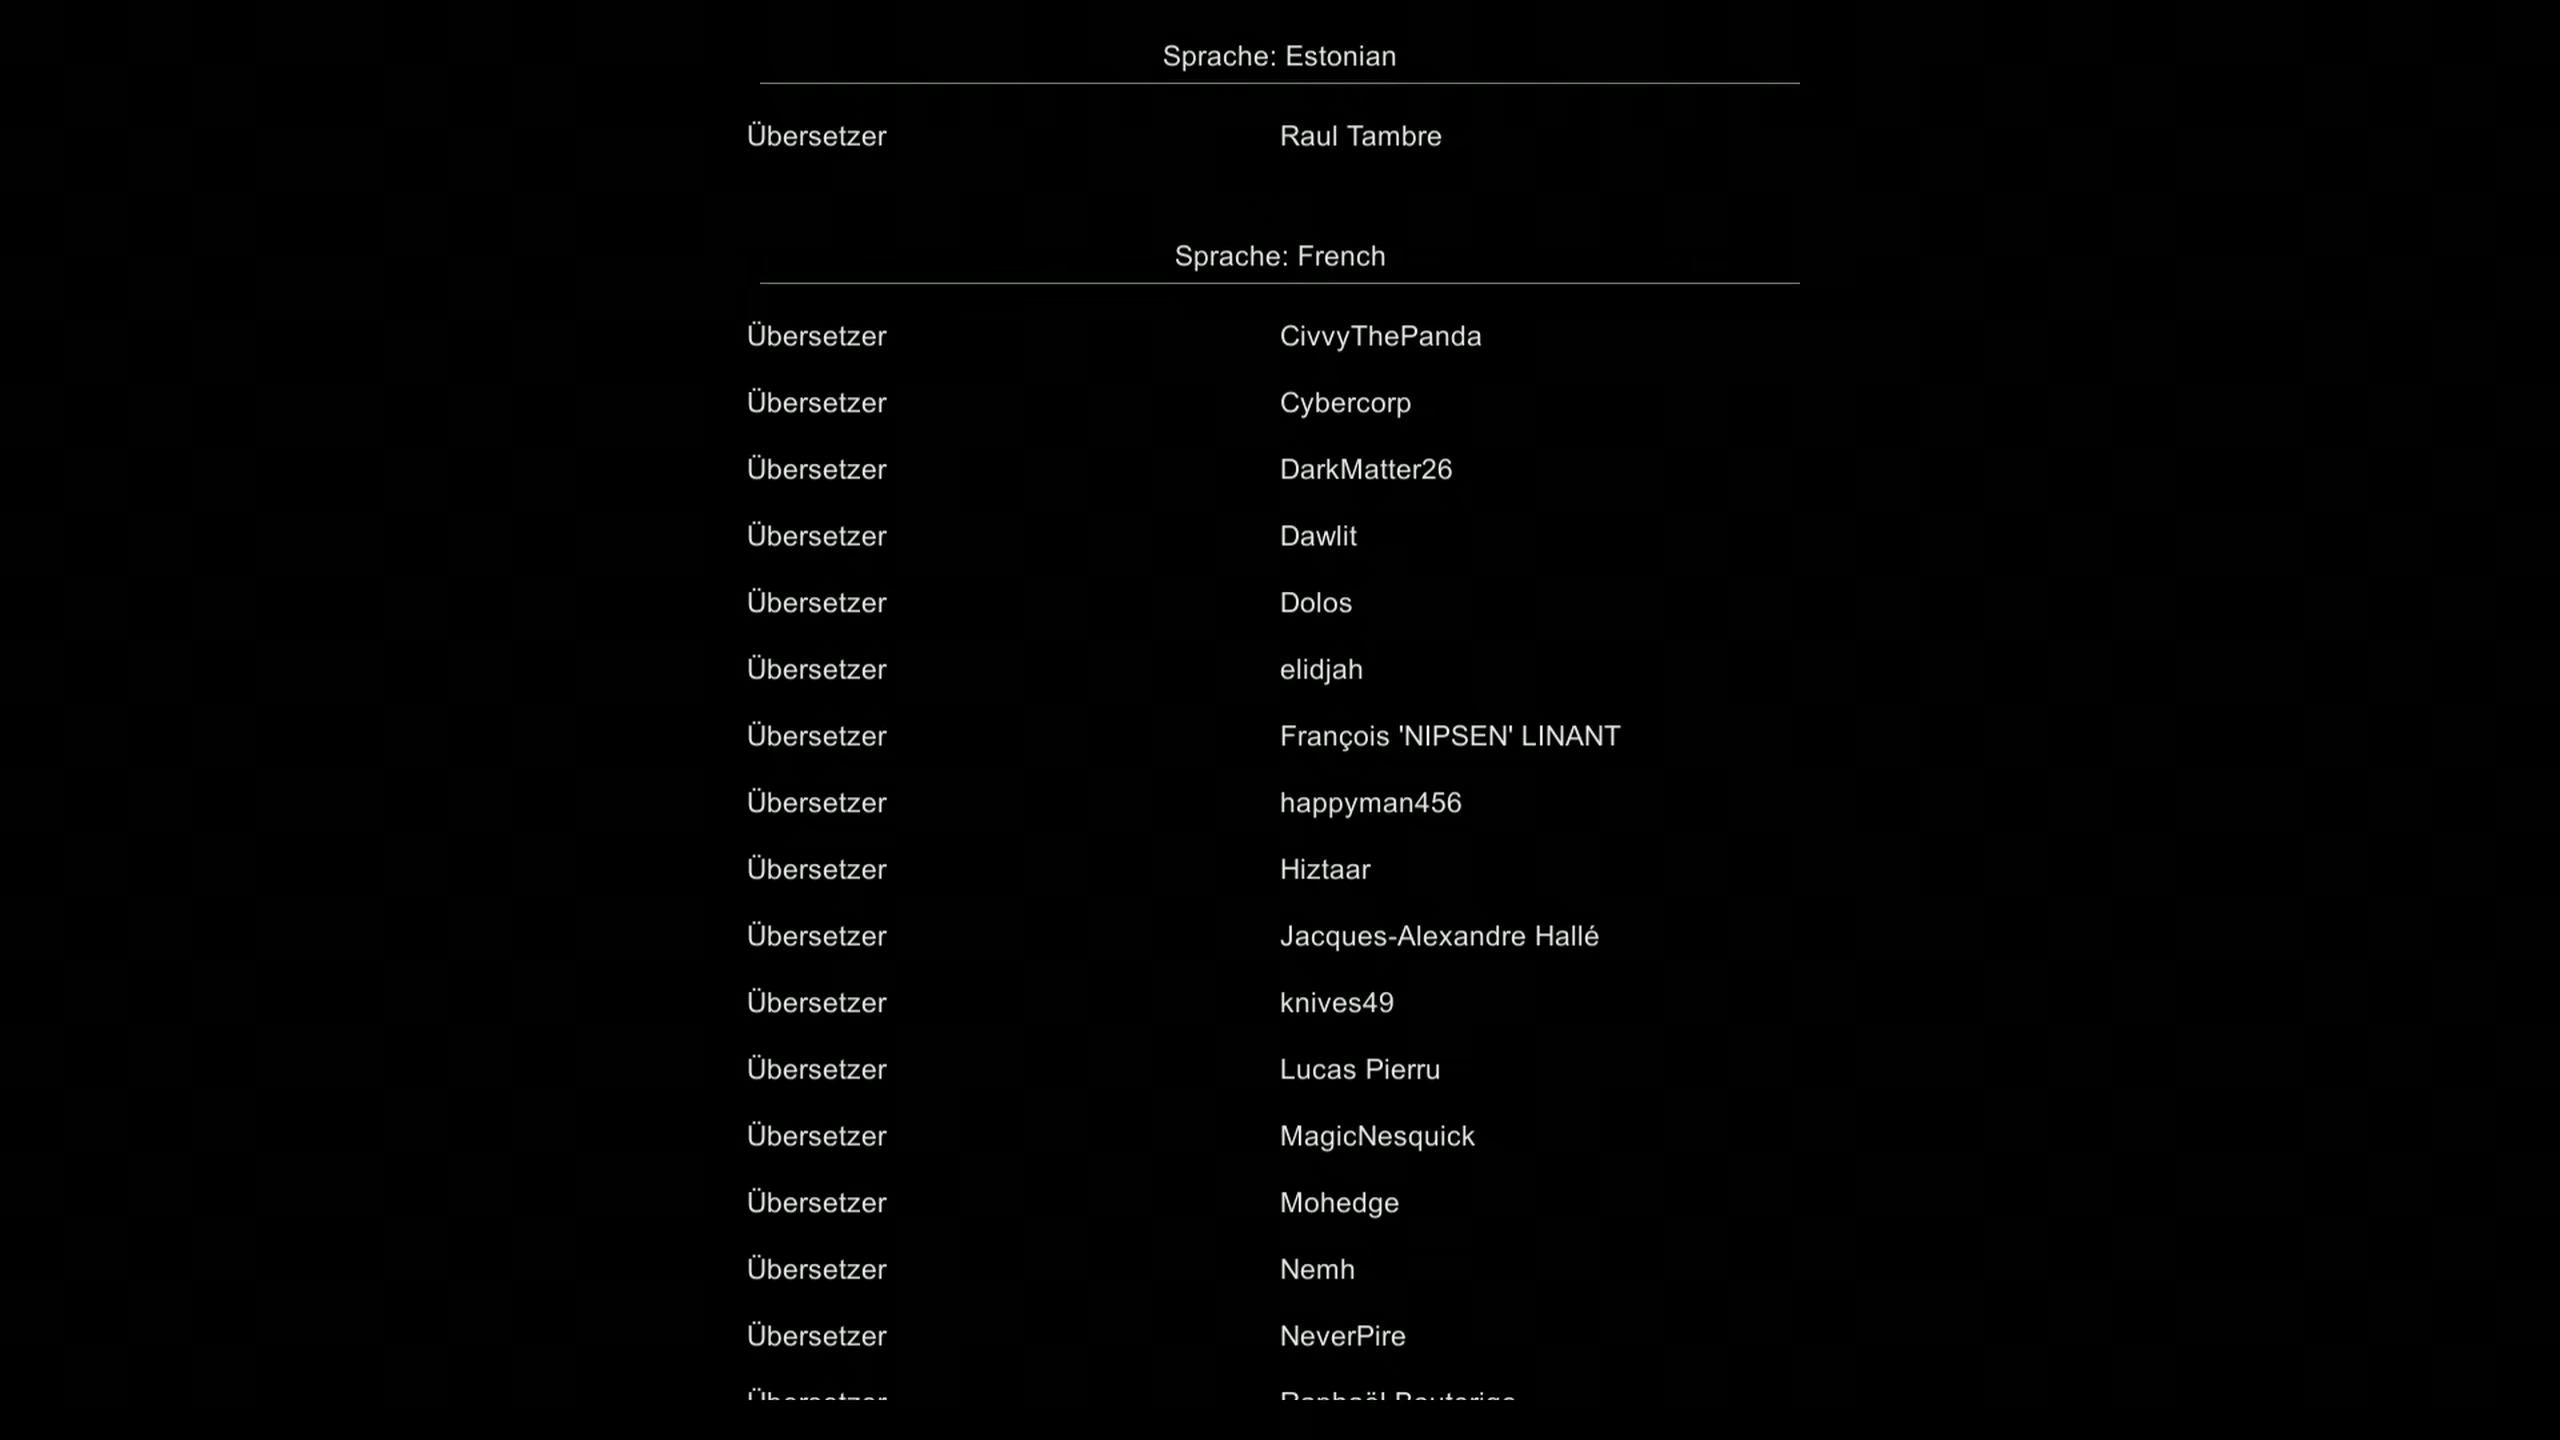 Sprache: Estonian
Übersetzer Raul Tambre
Sprache: French
Übersetzer CivvyThePanda
Übersetzer Cybercorp
Übersetzer DarkMatter26
Übersetzer Dawlit
Übersetzer Dolos
Übersetzer elidjah
Übersetzer François 'NIPSEN' LINANT
Übersetzer happyman456
Übersetzer Hiztaar
Übersetzer Jacques-Alexandre Hallé
Übersetzer knives49
Übersetzer Lucas Pierru
Übersetzer MagicNesquick
Übersetzer Mohedge
Übersetzer Nemh
Übersetzer NeverPire
Übersetzer Raphaël